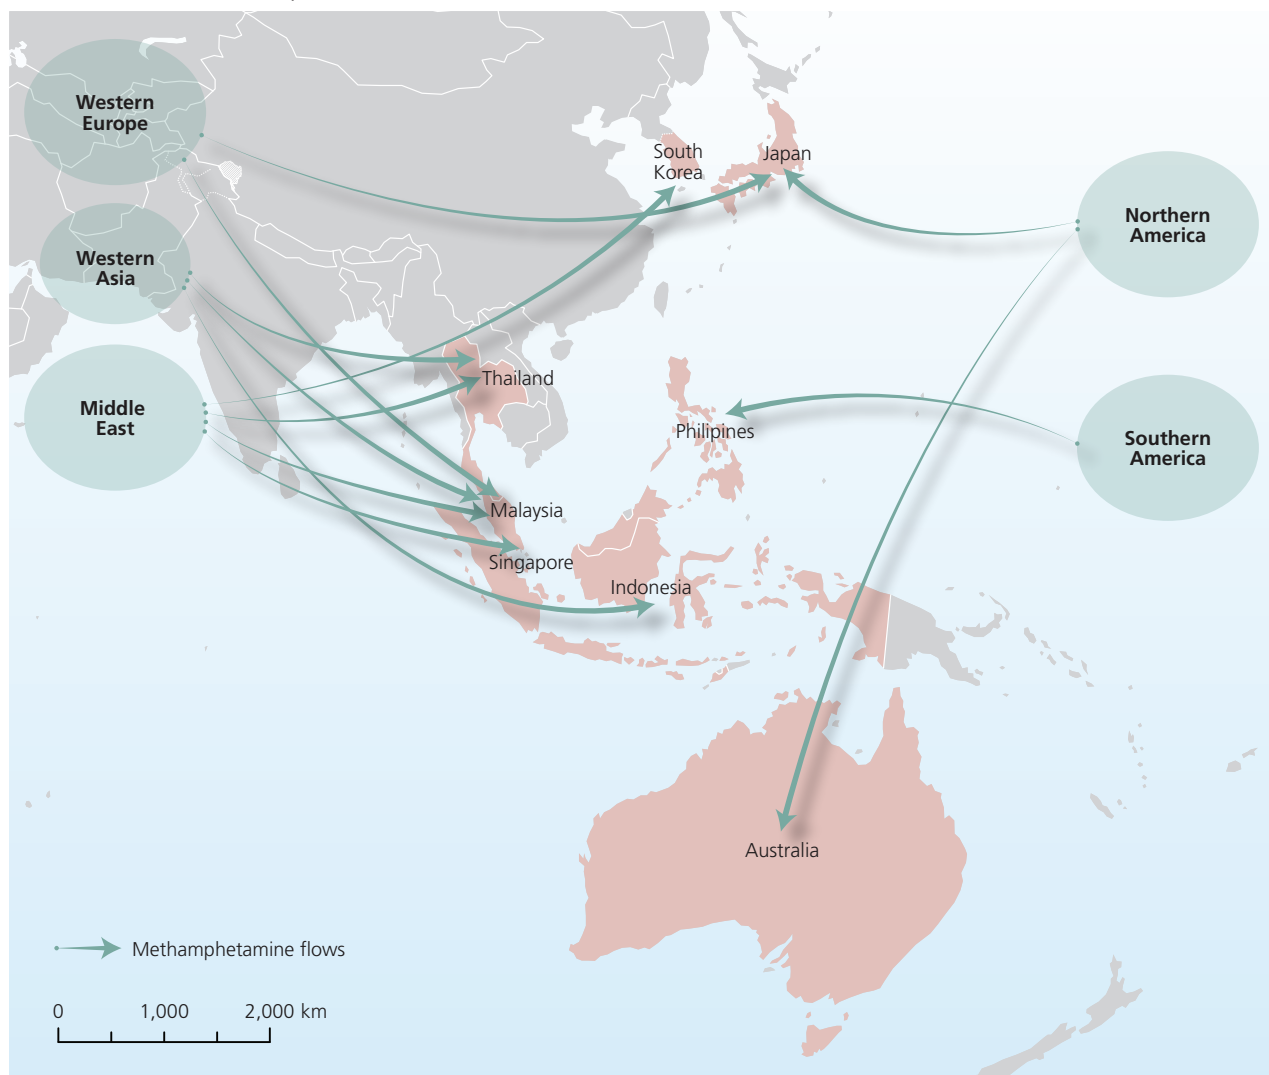 Western
Europe
South
Korea
Japan
Northern
America
Western
Asia
Middle
East
Thailand
Philipines
Southern
America
Malaysia
Singapore
Indonesia
Australia
Methamphetamine flows
0 1,000 2,000 km